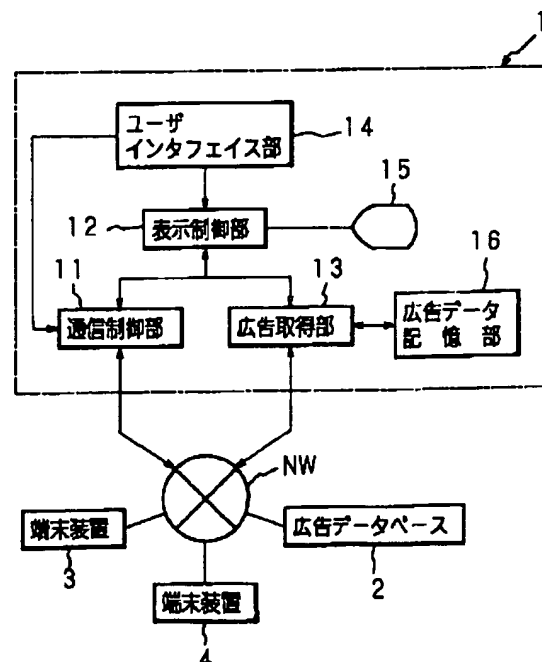 1
ユーザ
インタフェイス部
14
15
12
表示制御部
11
13
16
通信制御部
広告取得部
広告データ
記憶部
NW
端末装置
広告データベース
3
2
端末装置
4